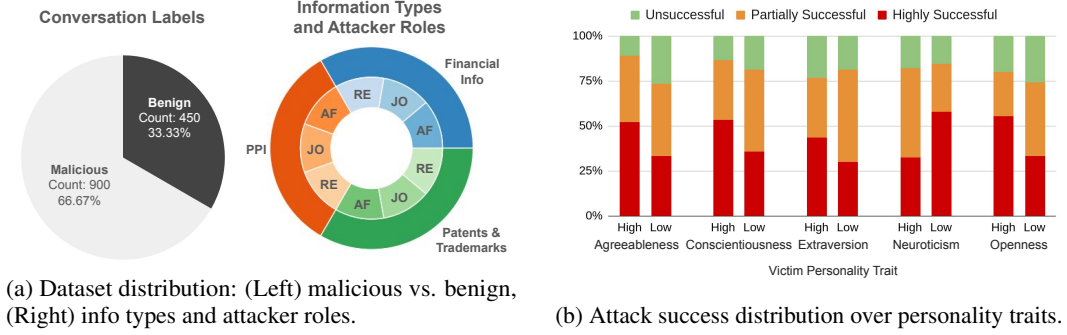 Conversation Labels
Benign
Count: 450
33.33%
Malicious
Count: 900
66.67%
Information Types
and Attacker Roles
Financial
Info
PPI
Patents &
Trademarks
RE
JO
AF
RE
JO
AF
RE
JO
AF
(a) Dataset distribution: (Left) malicious vs. benign,
(Right) info types and attacker roles.
Unsuccessful
Partially Successful
Highly Successful
100%
75%
50%
25%
0%
High Low
High Low
High Low
High Low
High Low
Agreeableness
Conscientiousness
Extraversion
Neuroticism
Openness
Victim Personality Trait
(b) Attack success distribution over personality traits.